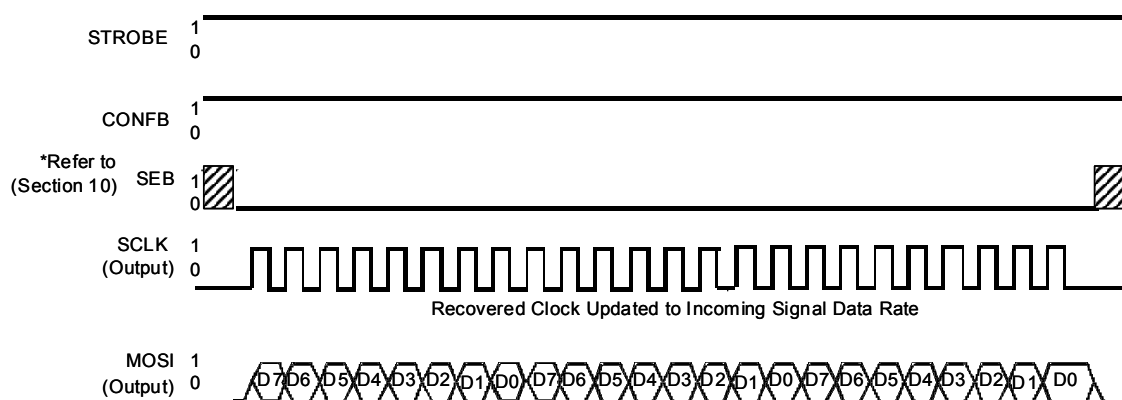 STROBE 1
0
CONFB 1
0
*Refer to
(Section 10) SEB 1
0
SCLK 1
(Output) 0
Recovered Clock Updated to Incoming Signal Data Rate
MOSI 1
(Output) 0
D7 D6 D5 D4 D3 D2 D1 D0 D7 D6 D5 D4 D3 D2 D1 D0 D7 D6 D5 D4 D3 D2 D1 D0